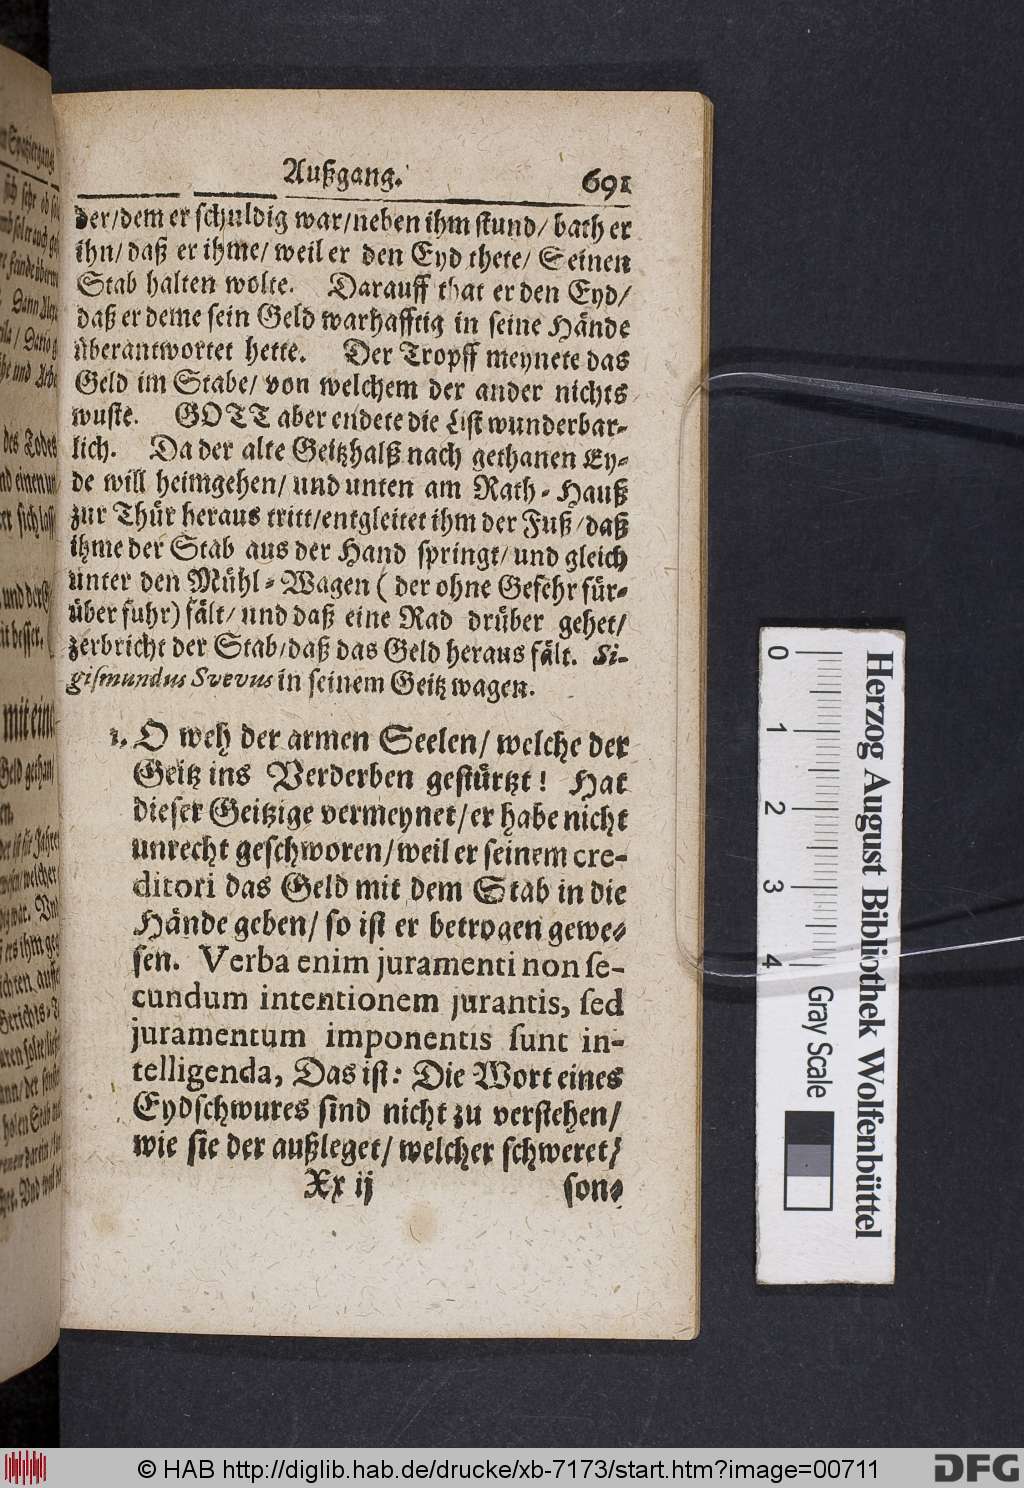 Außgang. 691
der/dem er schuldig war/neben ihm stund/ bath er
ihn/ daß er ihme/ weil er den Eyd thete/ Seinen
Stab halten wolte. Darauff that er den Eyd/
daß er deme sein Geld warhafftig in seine Hände
überantwortet hette. Der Tropff meynete das
Geld im Stabe/ von welchem der ander nichts
wuste. GOTT aber endete die List wunderbar-
lich. Da der alte Geitzhalß nach gethanen Ey-
de will heimgehen/ und unten am Rath-Hauß
zur Thür heraus tritt/entgleitet ihm der Fuß/daß
ihme der Stab aus der Hand springt/ und gleich
unter den Mühl-Wagen ( der ohne Gefehr für-
über fuhr) fält/ und daß eine Rad drüber gehet/
zerbricht der Stab/daß das Geld heraus fält. Si-
gismundus Svevus in seinem Geitz wagen.
1. O weh der armen Seelen/ welche der
Geitz ins Verderben gestürtzt! Hat
dieser Geitzige vermeynet/er habe nicht
unrecht geschworen/weil er seinem cre-
ditori das Geld mit dem Stab in die
Hände geben/ so ist er betrogen gewe-
sen. Verba enim juramenti non se-
cundum intentionem jurantis, sed
juramentum imponentis sunt in-
telligenda, Das ist: Die Wort eines
Eydschwures sind nicht zu verstehen/
wie sie der außleget/ welcher schweret/
Xx ij son-
des Todes
mit eine
Geld gethan/
0 1 2 3 4
Herzog August Bibliothek Wolfenbüttel
Gray Scale
© HAB http://diglib.hab.de/drucke/xb-7173/start.htm?image=00711
DFG